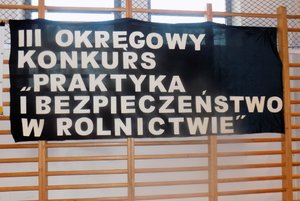 III OKRĘGOWY
KONKURS
„PRAKTYKA
I BEZPIECZEŃSTWO
W ROLNICTWIE"